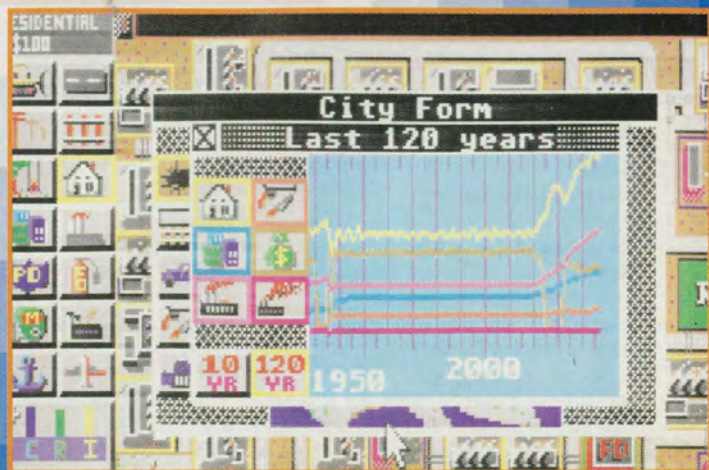 ESIDENTIAL
$100
City Form
Last 120 years
PD
M
10
YR
120
YR
1950
2000
C R I
FD